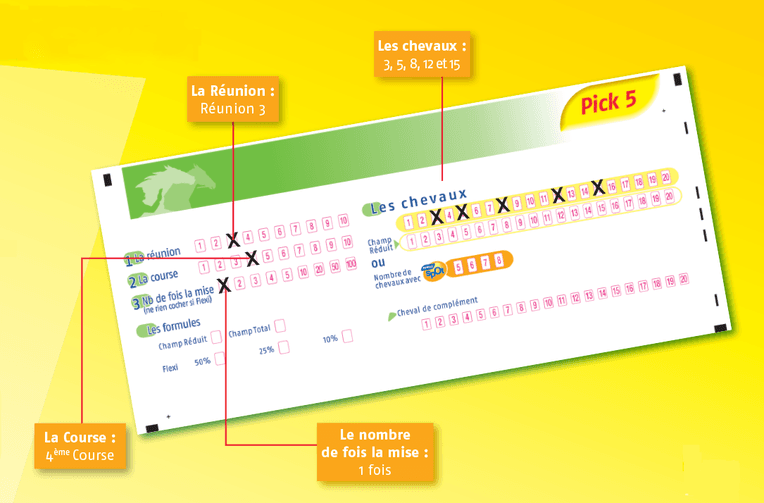 Les chevaux :
3, 5, 8, 12 et 15
La Réunion :
Réunion 3
Pick 5
Les chevaux
1 2 X 4 X 6 7 X 9 10 11 X 13 14 X 16 17 18 19 20
Champ
Réduit
1 2 3 4 5 6 7 8 9 10 11 12 13 14 15 16 17 18 19 20
ou
Nombre de
chevaux avec
spOt
5 6 7 8
Cheval de complément
1 2 3 4 5 6 7 8 9 10 11 12 13 14 15 16 17 18 19 20
1 La réunion
1 2 X 4 5 6 7 8 9 10
2 La course
1 2 3 X 5 6 7 8 9 10
3 Nb de fois la mise
(ne rien cocher si Flexi)
X 2 3 4 5 10 20 50 100
Les formules
Champ Réduit
Champ Total
Flexi
50%
25%
10%
La Course :
4ème Course
Le nombre
de fois la mise :
1 fois